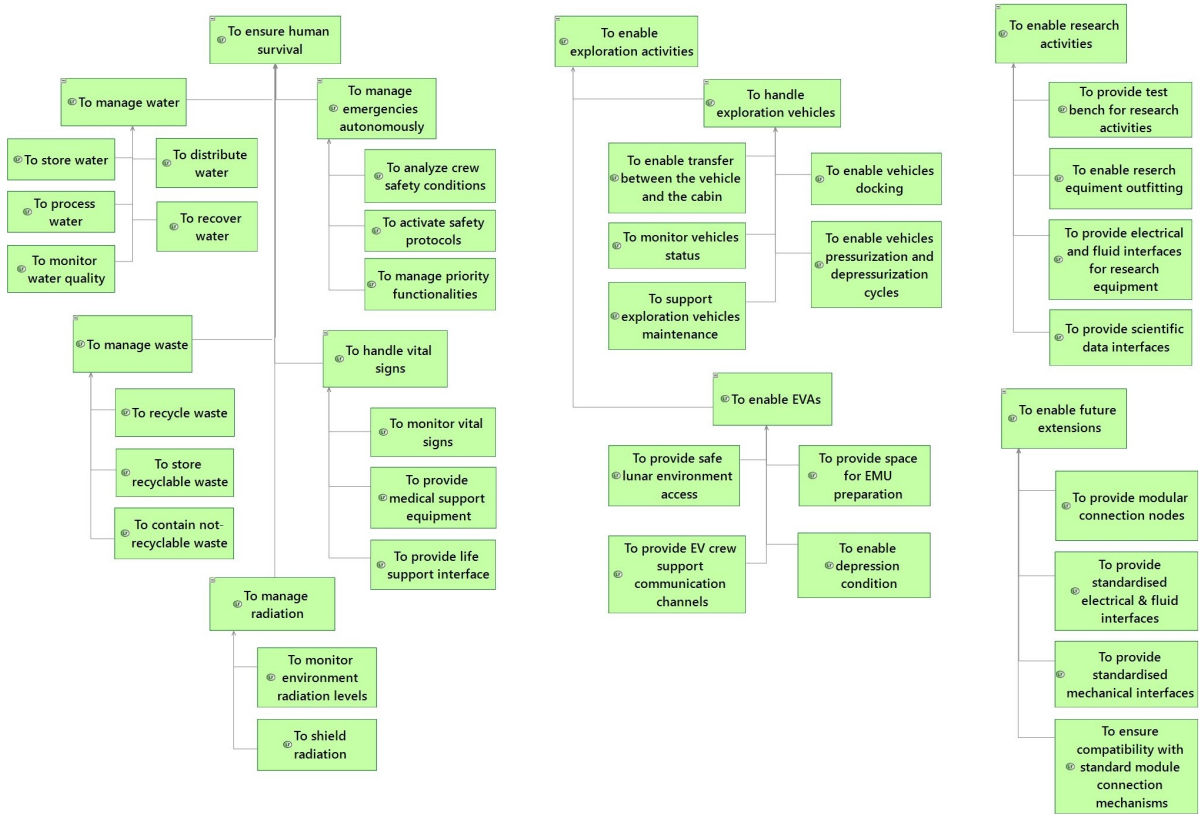 To ensure human
survival
To manage water
To store water
To distribute
water
To process
water
To recover
water
To monitor
water quality
To manage
emergencies
autonomously
To analyze crew
safety conditions
To activate safety
protocols
To manage priority
functionalities
To manage waste
To recycle waste
To store
recyclable waste
To contain not-
recyclable waste
To handle vital
signs
To monitor vital
signs
To provide
medical support
equipment
To provide life
support interface
To manage
radiation
To monitor
environment
radiation levels
To shield
radiation
To enable
exploration activities
To handle
exploration vehicles
To enable transfer
between the vehicle
and the cabin
To enable vehicles
docking
To monitor vehicles
status
To enable vehicles
pressurization and
depressurization
cycles
To support
exploration vehicles
maintenance
To enable EVAs
To provide safe
lunar environment
access
To provide space
for EMU
preparation
To provide EV crew
support
communication
channels
To enable
depression
condition
To enable research
activities
To provide test
bench for research
activities
To enable reserch
equiment outfitting
To provide electrical
and fluid interfaces
for research
equipment
To provide scientific
data interfaces
To enable future
extensions
To provide modular
connection nodes
To provide
standardised
electrical & fluid
interfaces
To provide
standardised
mechanical interfaces
To ensure
compatibility with
standard module
connection
mechanisms